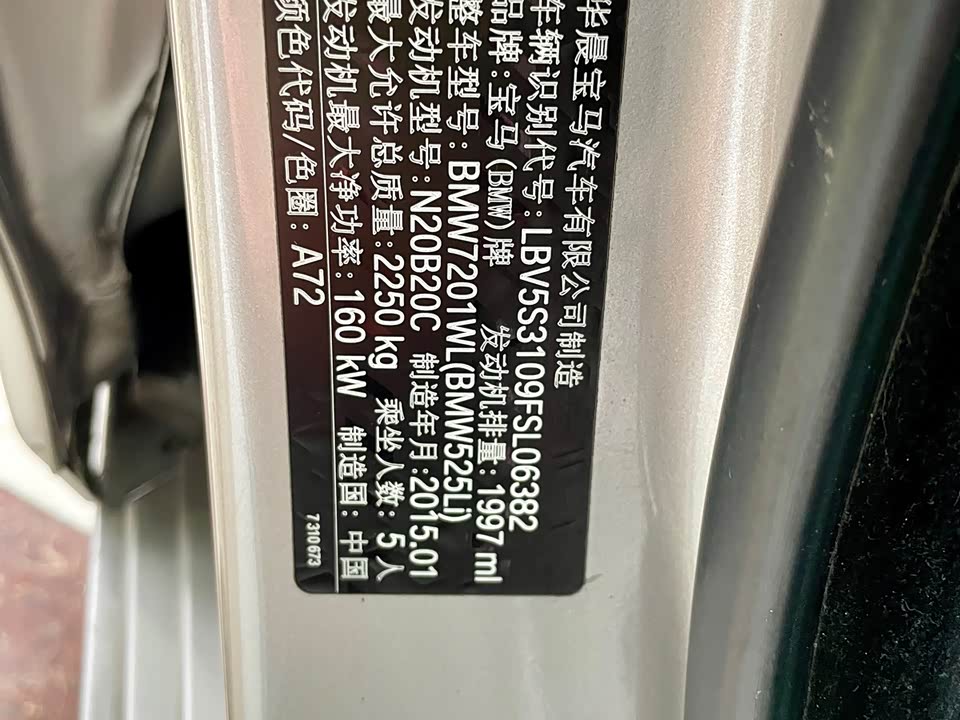 华晨宝马汽车有限公司制造
车辆识别代号:LBV5S3109FSL06382
品牌:宝马(BMW)牌 发动机排量:1997 ml
整车型号:BMW7201WL(BMW525Li)
发动机型号:N20B20C 制造年月:2015.01
最大允许总质量:2250 kg 乘坐人数: 5人
发动机最大净功率: 160 kW 制造国: 中国
颜色代码/色圈: A72
7310673